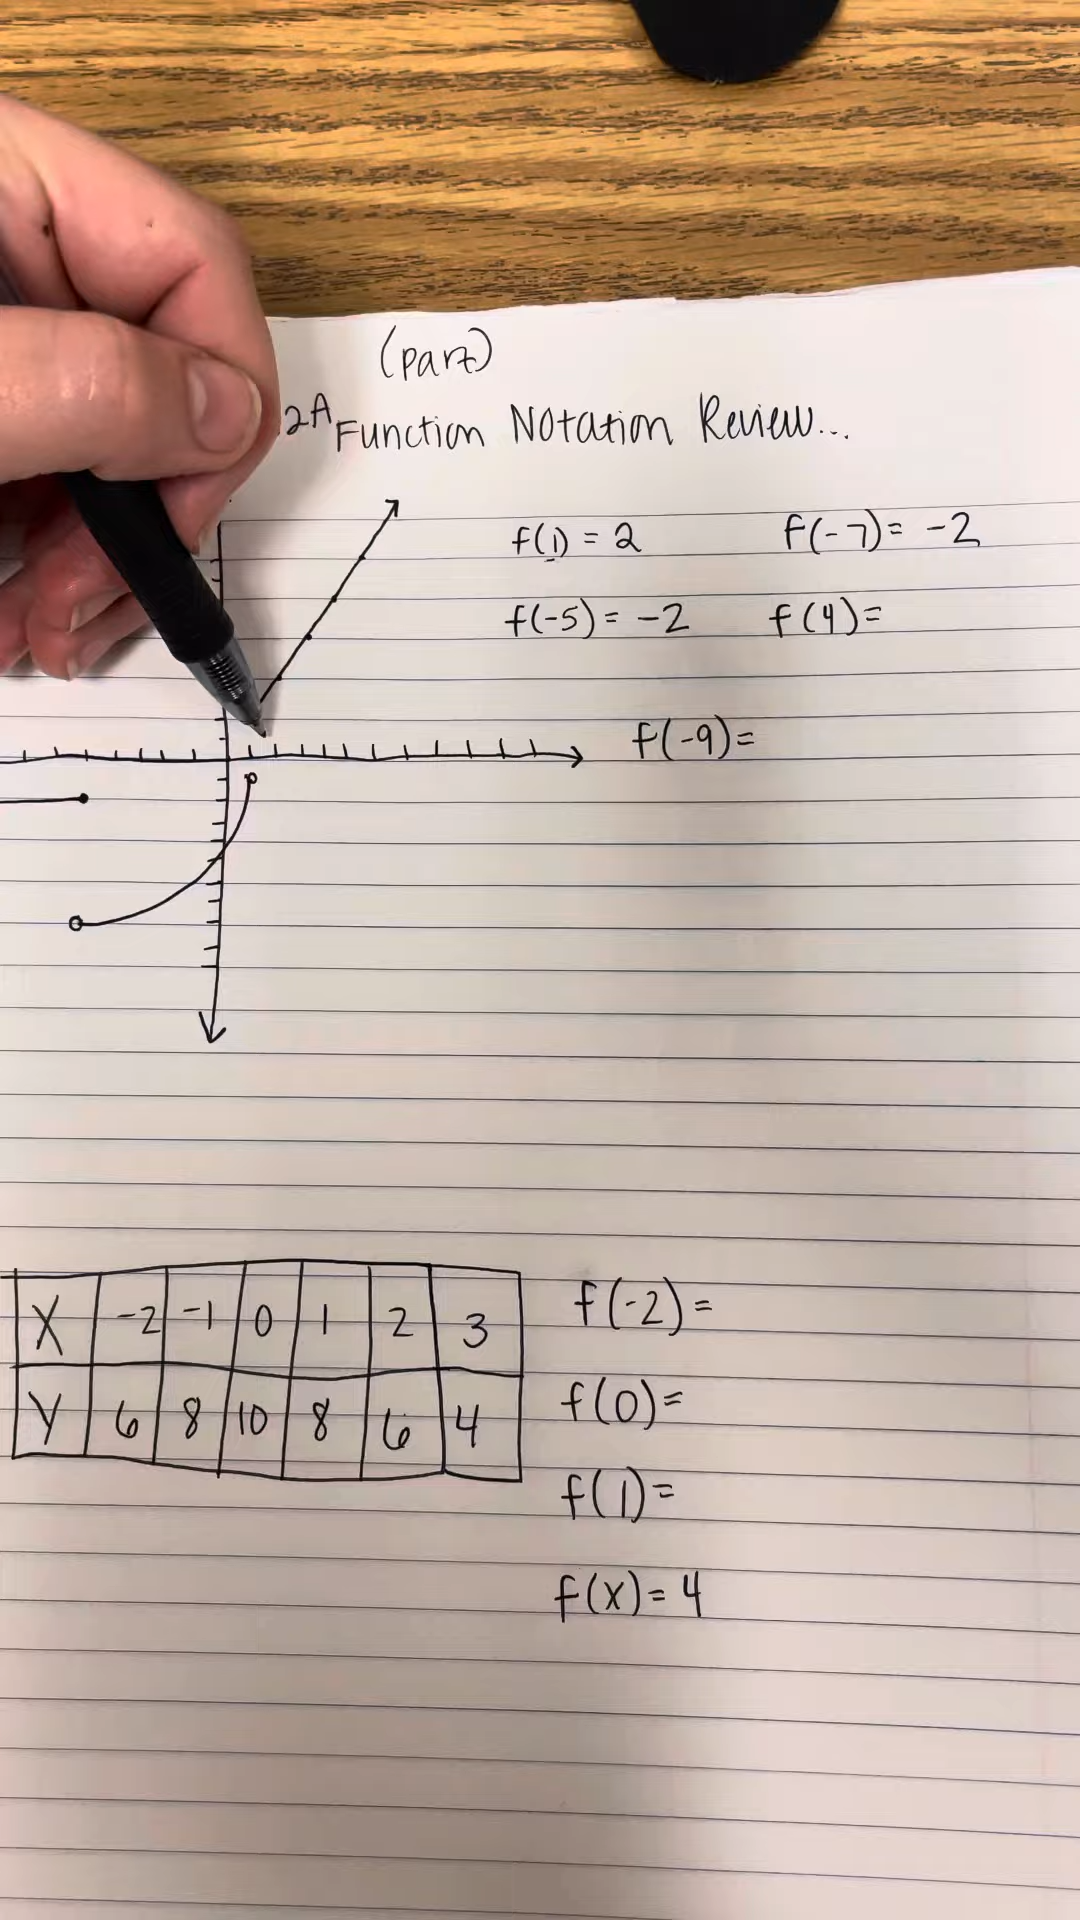 (part)
2A Function Notation Review...
f(1) = 2 f(-7) = -2
f(-5) = -2 f(4) =
f(-9) =
X -2 -1 0 1 2 3
Y 6 8 10 8 6 4
f(-2) =
f(0) =
f(1) =
f(x) = 4